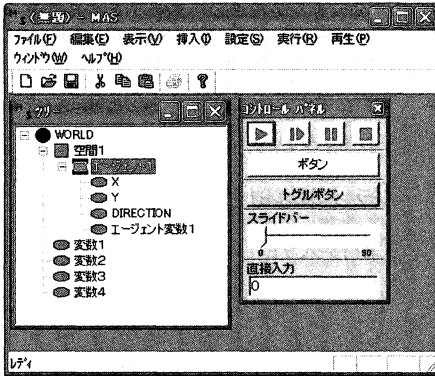 (無題) - MAS
ファイル(F) 編集(E) 表示(V) 挿入(I) 設定(S) 実行(R) 再生(P)
ウィンドウ(W) ヘルプ(H)
ツリー
WORLD
空間1
エージェント1
X
Y
DIRECTION
エージェント変数1
変数1
変数2
変数3
変数4
コントロール パネル
ボタン
トグルボタン
スライドバー
0 50
直接入力
0
レディ